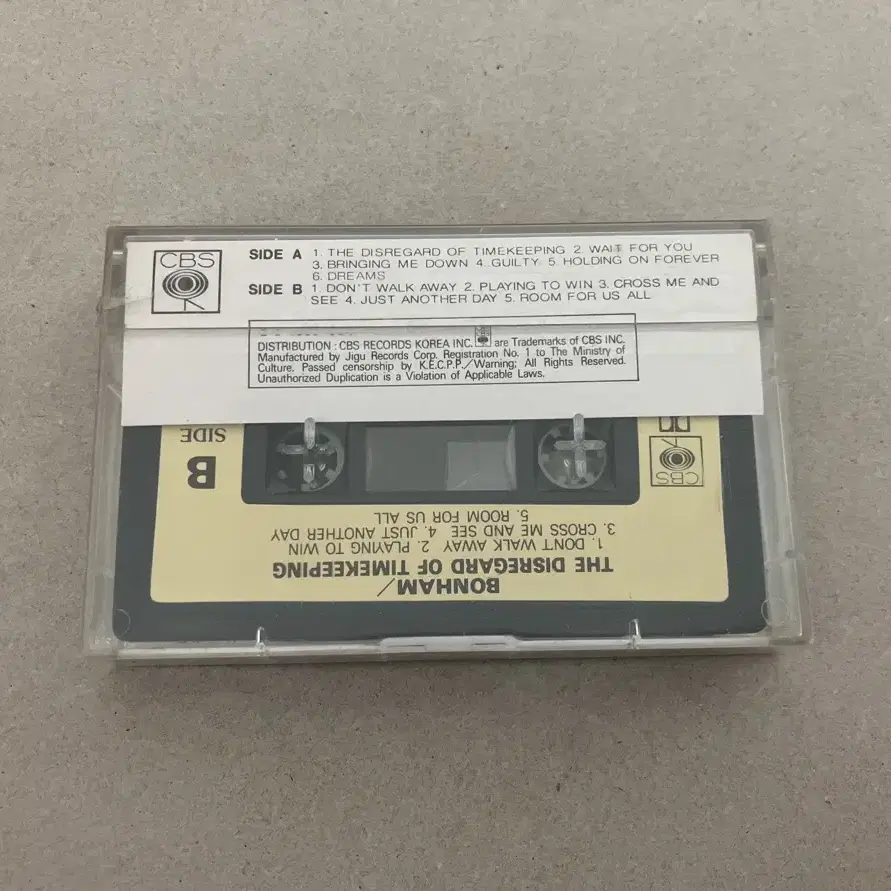 CBS
SIDE A 1. THE DISREGARD OF TIMEKEEPING 2. WAIT FOR YOU
3. BRINGING ME DOWN 4. GUILTY 5. HOLDING ON FOREVER
6. DREAMS
SIDE B 1. DON'T WALK AWAY 2. PLAYING TO WIN 3. CROSS ME AND
SEE 4. JUST ANOTHER DAY 5. ROOM FOR US ALL
DISTRIBUTION : CBS RECORDS KOREA INC. are Trademarks of CBS INC.
Manufactured by Jigu Records Corp. Registration No. 1 to The Ministry of
Culture. Passed censorship by K.E.C.P.P./Warning; All Rights Reserved.
Unauthorized Duplication is a Violation of Applicable Laws.
BONHAM/
THE DISREGARD OF TIMEKEEPING
1. DON'T WALK AWAY 2. PLAYING TO WIN
3. CROSS ME AND SEE 4. JUST ANOTHER DAY
5. ROOM FOR US ALL
CBS
SIDE
B